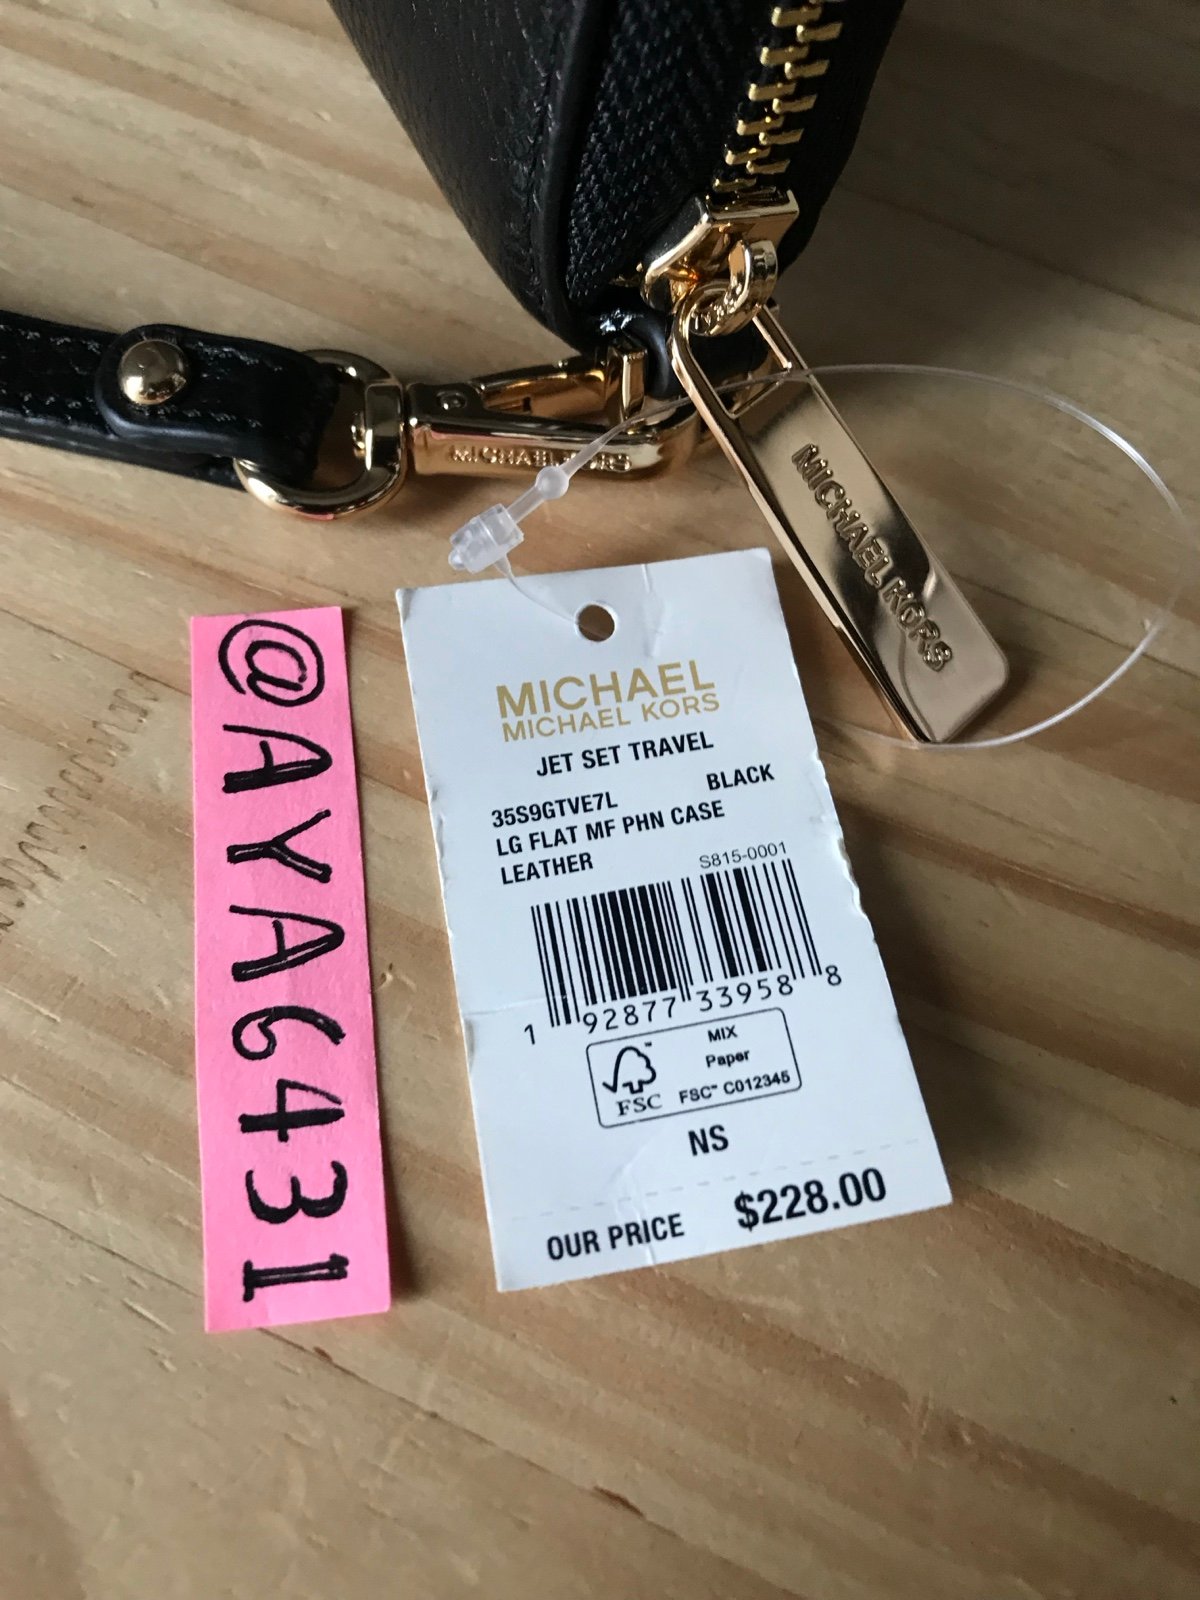 MICHAEL KORS
MICHAEL KORS
@AYA6431
MICHAEL
MICHAEL KORS
JET SET TRAVEL
35S9GTVE7L BLACK
LG FLAT MF PHN CASE
LEATHER S815-0001
1 92877 33958 8
MIX
Paper
FSC™ C012345
FSC
NS
OUR PRICE $228.00